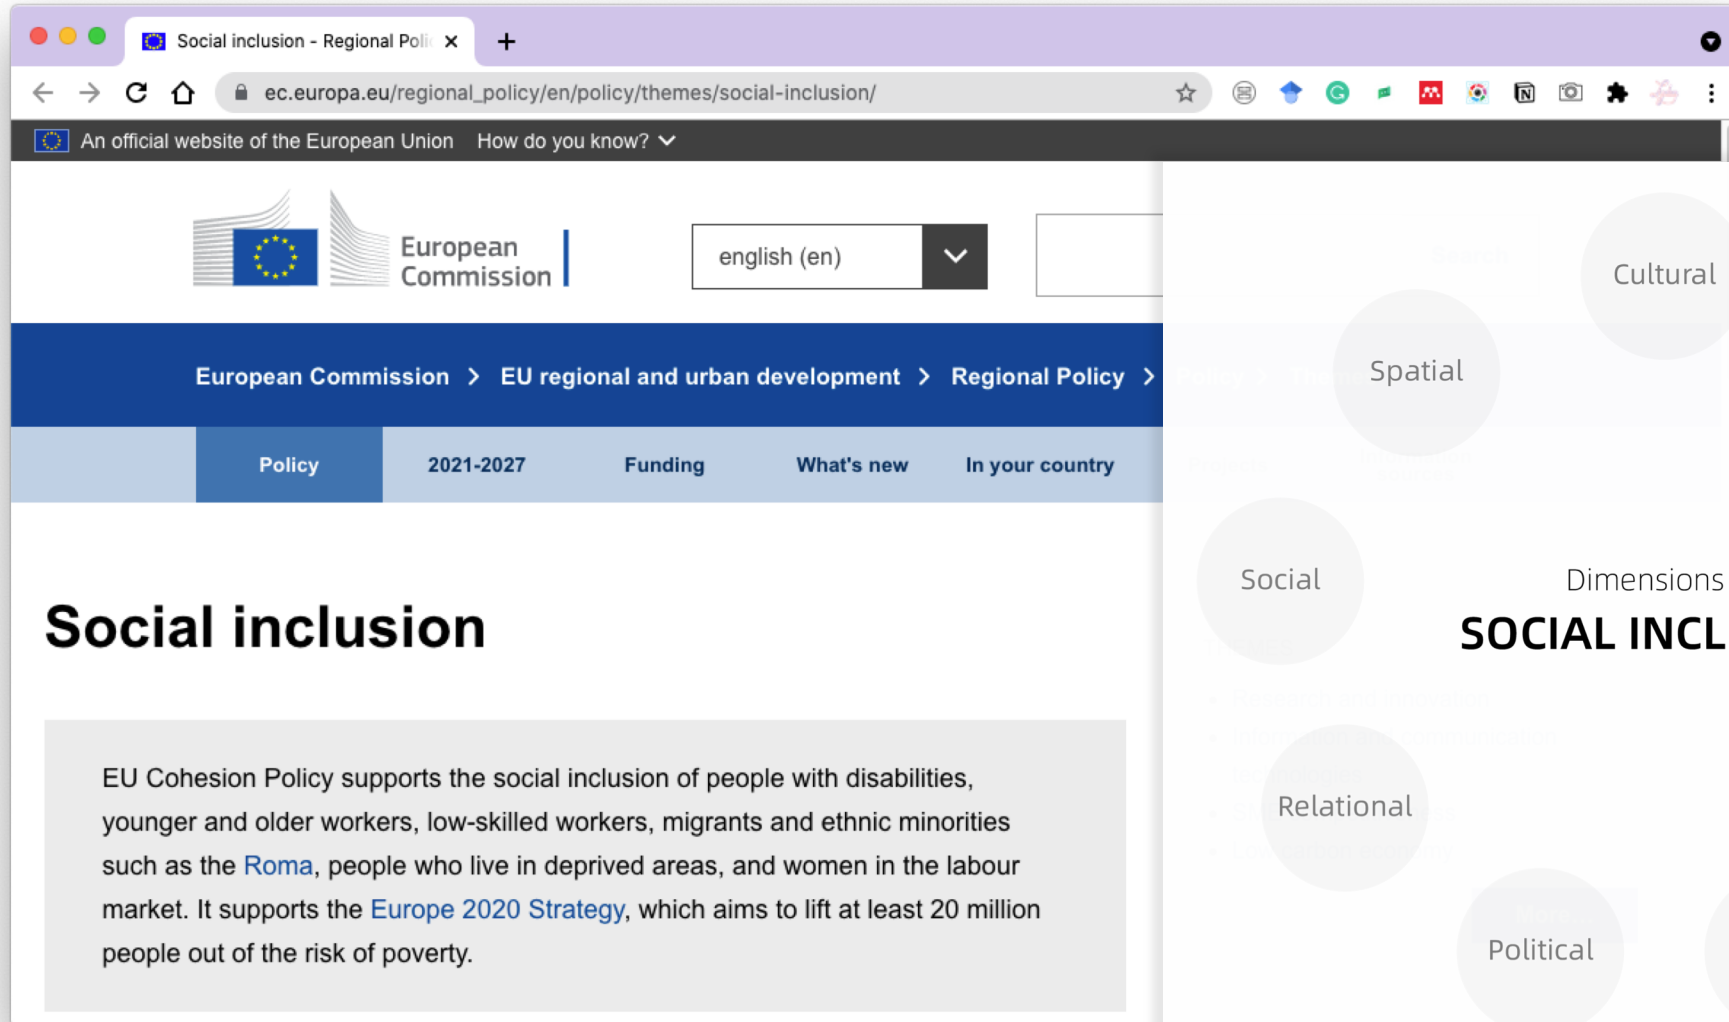 Social inclusion - Regional Poli
ec.europa.eu/regional_policy/en/policy/themes/social-inclusion/
An official website of the European Union How do you know?
European
Commission
english (en)
Cultural
Spatial
European Commission > EU regional and urban development > Regional Policy >
Policy 2021-2027 Funding What's new In your country
Social
Dimensions
SOCIAL INCL
Social inclusion
Relational
Political
EU Cohesion Policy supports the social inclusion of people with disabilities,
younger and older workers, low-skilled workers, migrants and ethnic minorities
such as the Roma, people who live in deprived areas, and women in the labour
market. It supports the Europe 2020 Strategy, which aims to lift at least 20 million
people out of the risk of poverty.